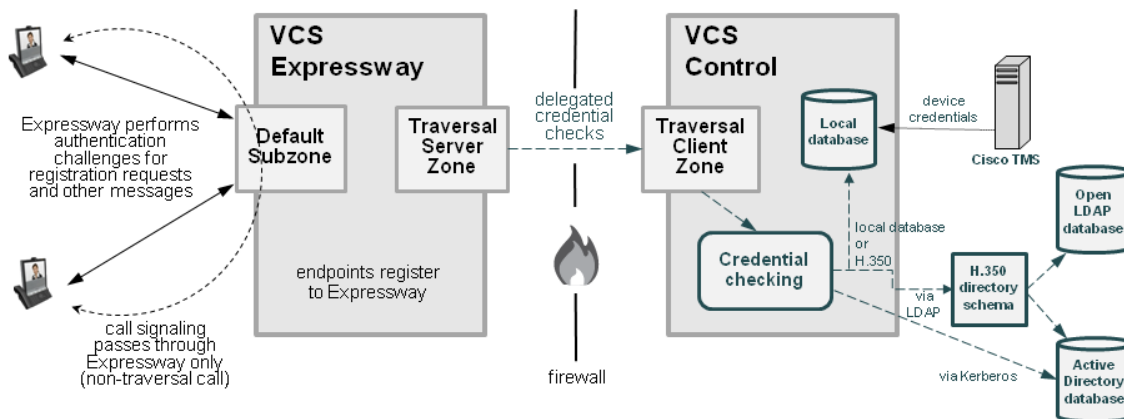 VCS
Expressway
VCS
Control
Expressway performs
authentication
challenges for
registration requests
and other messages
Default
Subzone
Traversal
Server
Zone
delegated
credential
checks
Traversal
Client
Zone
Local
database
device
credentials
Cisco TMS
Open
LDAP
database
local database
or
H.350
Credential
checking
via
LDAP
H.350
directory
schema
endpoints register
to Expressway
call signaling
passes through
Expressway only
(non-traversal call)
firewall
via Kerberos
Active
Directory
database